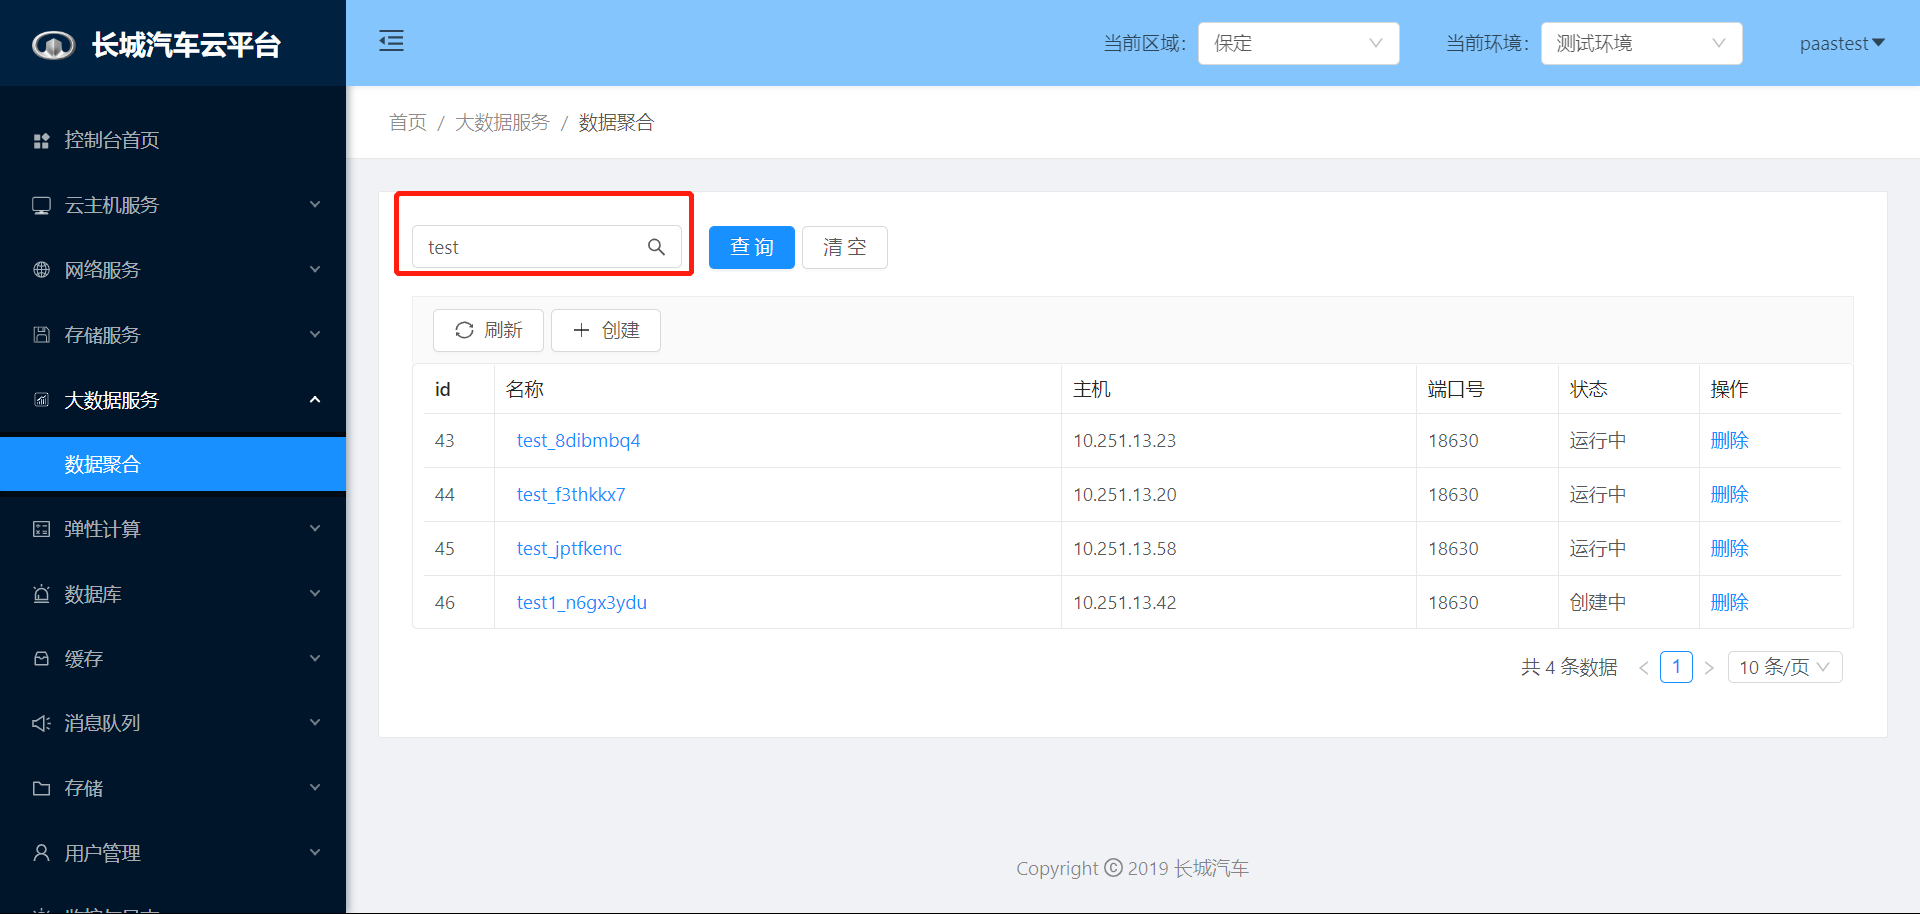 长城汽车云平台
当前区域: 保定
当前环境: 测试环境
paastest
控制台首页
云主机服务
网络服务
存储服务
大数据服务
数据聚合
弹性计算
数据库
缓存
消息队列
存储
用户管理
首页 / 大数据服务 / 数据聚合
test 查 询 清 空
刷新 创建
id 名称 主机 端口号 状态 操作
43 test_8dibmbq4 10.251.13.23 18630 运行中 删除
44 test_f3thkkx7 10.251.13.20 18630 运行中 删除
45 test_jptfkenc 10.251.13.58 18630 运行中 删除
46 test1_n6gx3ydu 10.251.13.42 18630 创建中 删除
共 4 条数据 < 1 > 10 条/页
Copyright © 2019 长城汽车